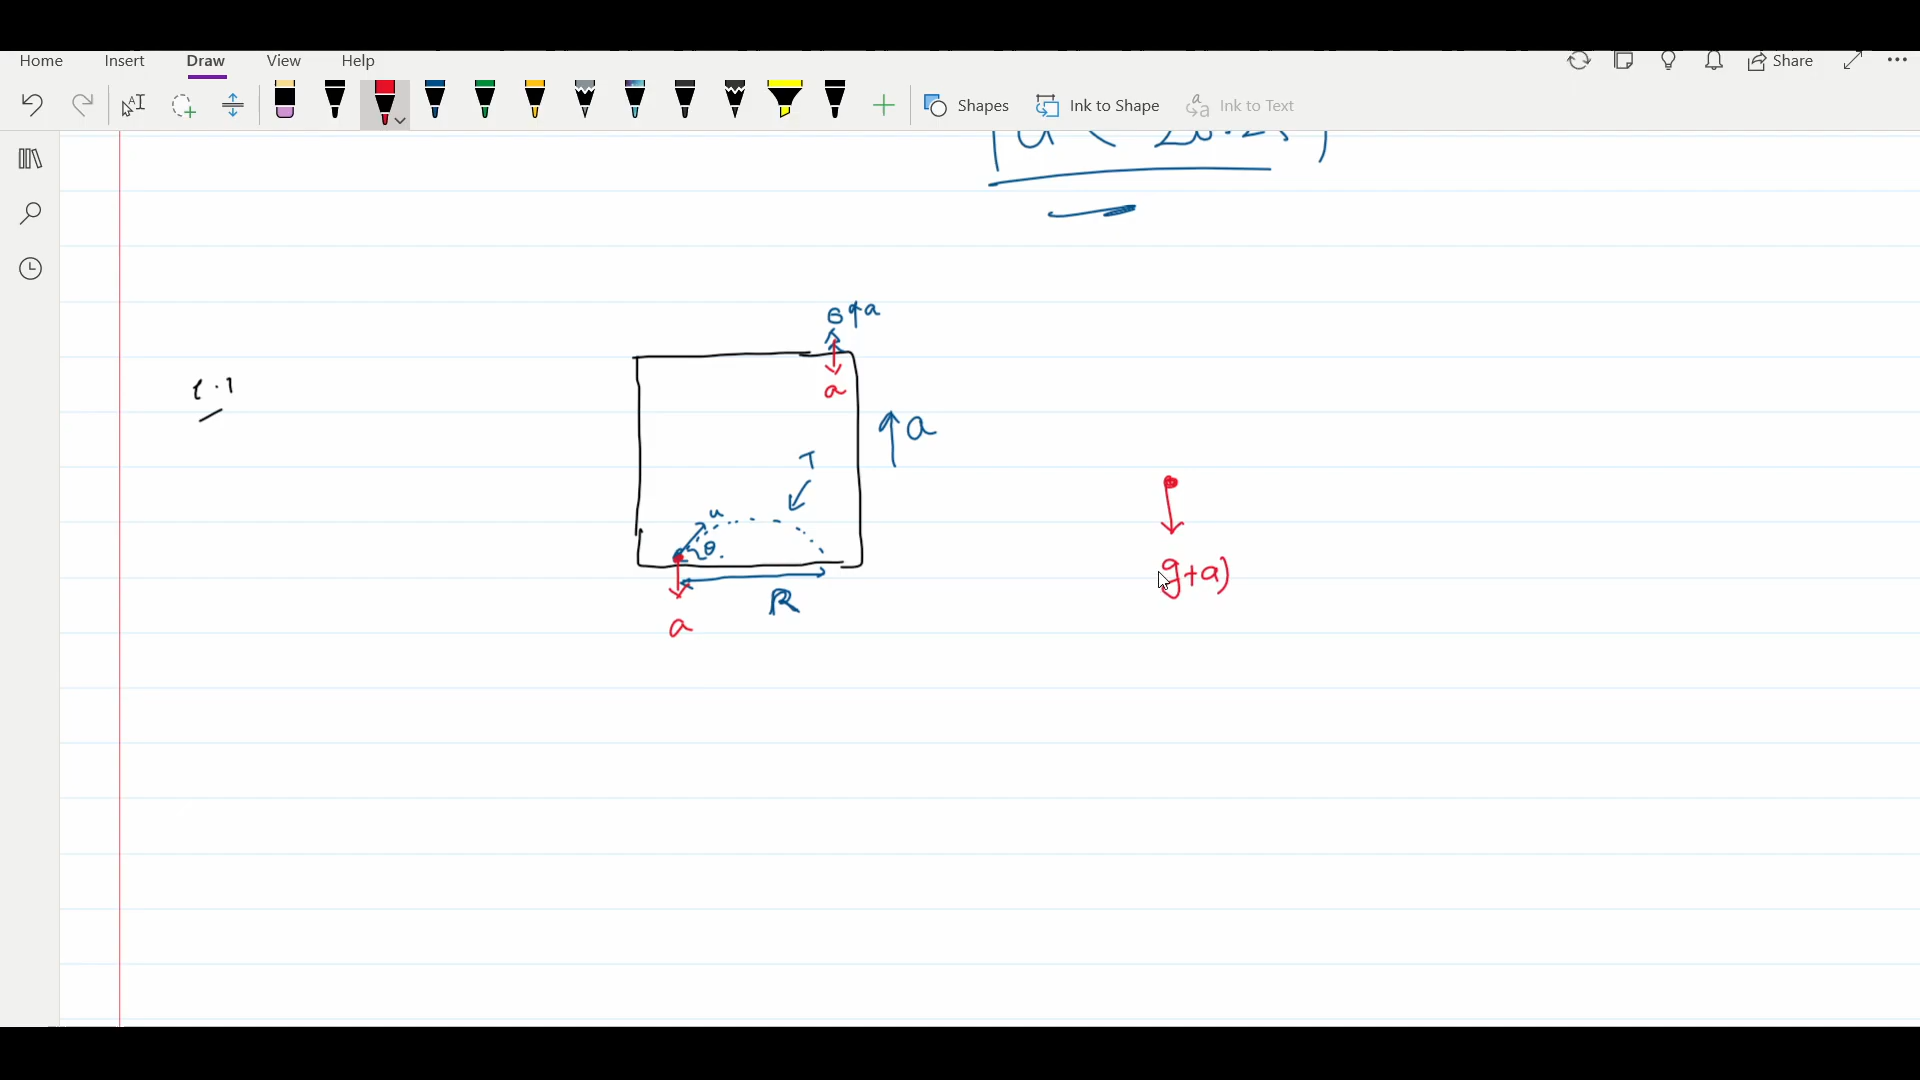 Home Insert Draw View Help Share
Shapes Ink to Shape Ink to Text
a
a
a
T
u
θ
g+a)
R
a